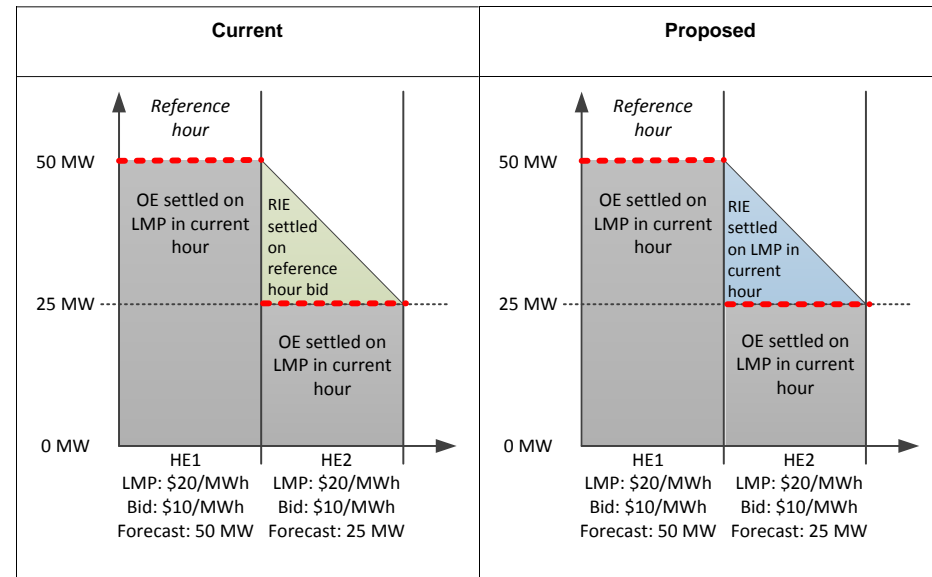 Current
Reference
hour
50 MW
OE settled on
LMP in current
hour
RIE
settled
on
reference
hour bid
25 MW
OE settled on
LMP in current
hour
0 MW
HE1
LMP: $20/MWh
Bid: $10/MWh
Forecast: 50 MW
HE2
LMP: $20/MWh
Bid: $10/MWh
Forecast: 25 MW
Proposed
Reference
hour
50 MW
OE settled on
LMP in current
hour
RIE
settled
on LMP in
current
hour
25 MW
OE settled on
LMP in current
hour
0 MW
HE1
LMP: $20/MWh
Bid: $10/MWh
Forecast: 50 MW
HE2
LMP: $20/MWh
Bid: $10/MWh
Forecast: 25 MW